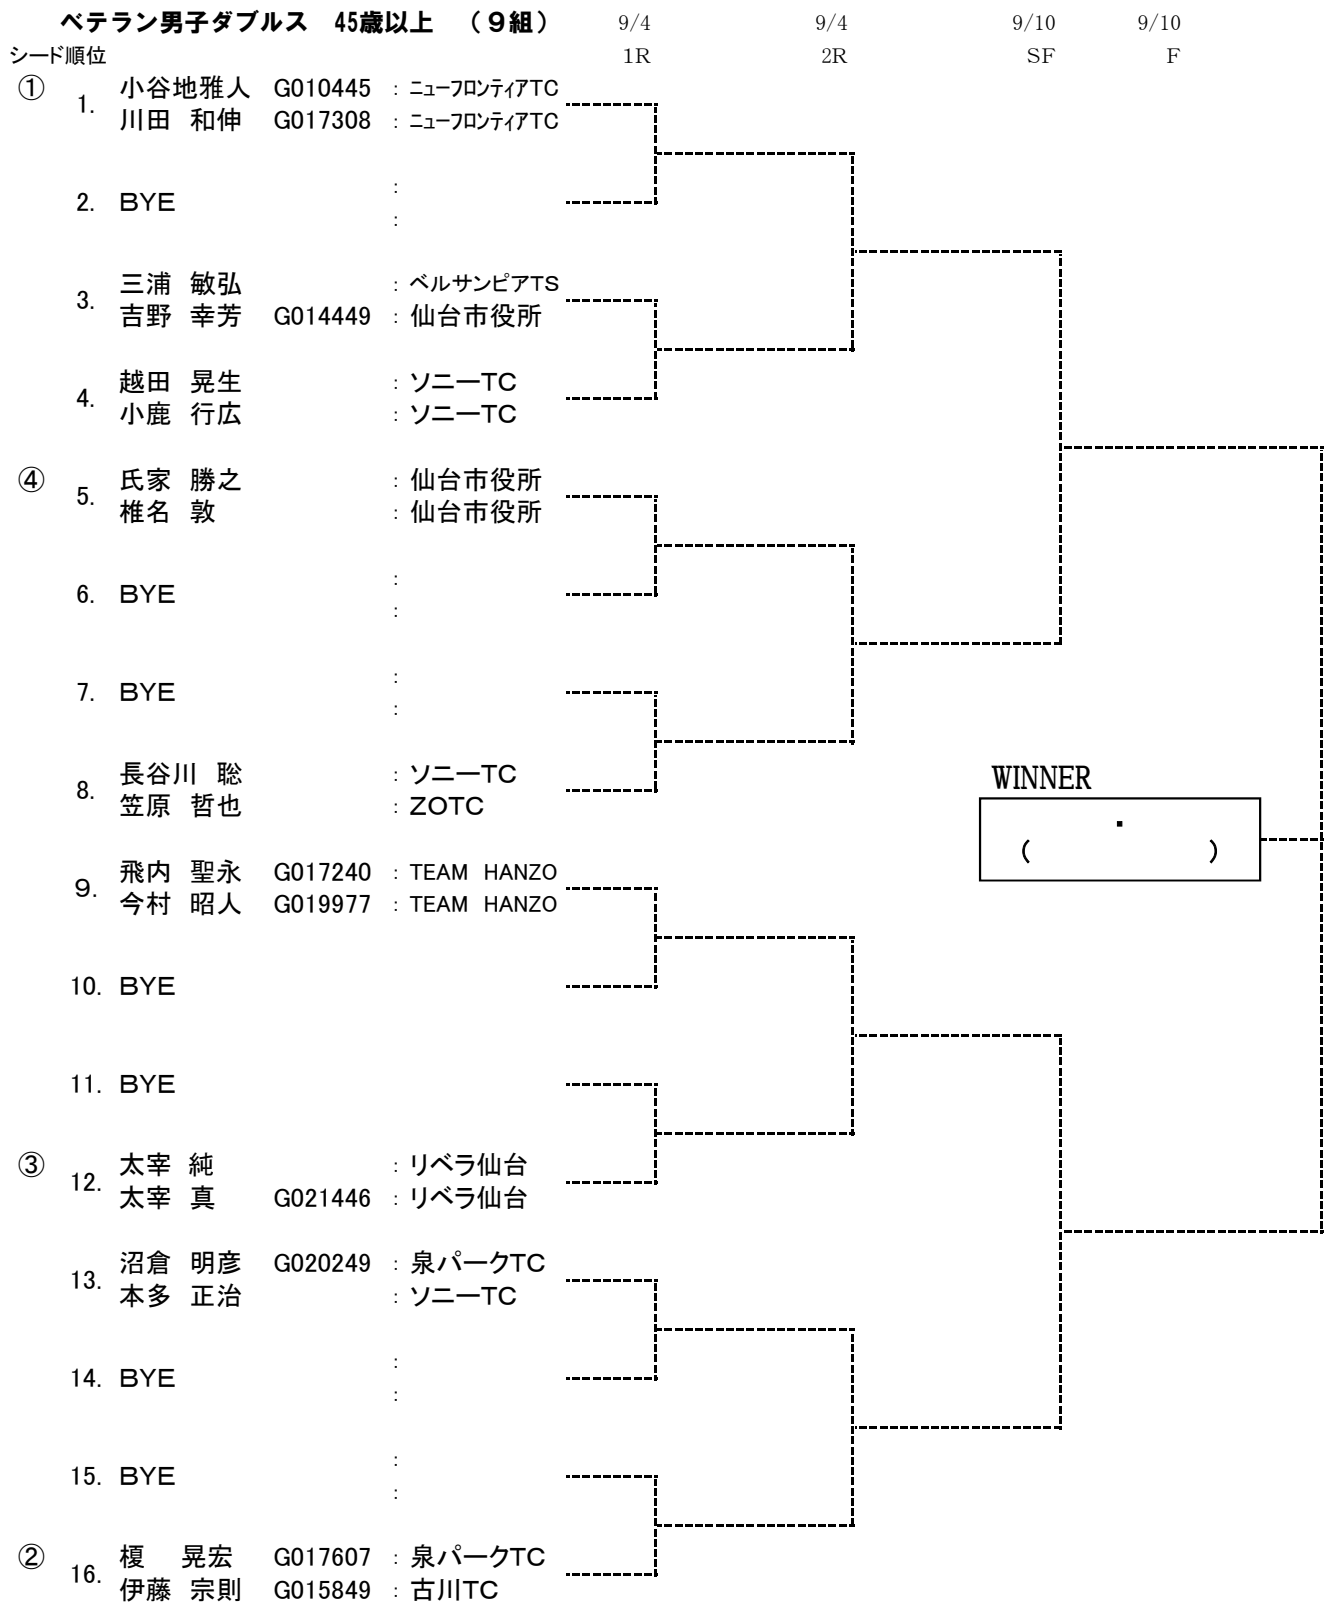 ベテラン男子ダブルス　45歳以上　（９組） 9/4 9/4 9/10 9/10
シード順位 1R 2R SF F
① 1. 小谷地雅人 G010445 : ニューフロンティアTC
川田　和伸 G017308 : ニューフロンティアTC
2. BYE :
:
3. 三浦　敏弘 : ベルサンピアTS
吉野　幸芳 G014449 : 仙台市役所
4. 越田　晃生 : ソニーTC
小鹿　行広 : ソニーTC
④ 5. 氏家　勝之 : 仙台市役所
椎名　敦 : 仙台市役所
6. BYE :
:
7. BYE :
:
8. 長谷川　聡 : ソニーTC
笠原　哲也 : ZOTC
WINNER
・
(　　　)
9. 飛内　聖永 G017240 : TEAM HANZO
今村　昭人 G019977 : TEAM HANZO
10. BYE
11. BYE
③ 12. 太宰　純 : リベラ仙台
太宰　真 G021446 : リベラ仙台
13. 沼倉　明彦 G020249 : 泉パークTC
本多　正治 : ソニーTC
14. BYE :
:
15. BYE :
:
② 16. 榎　晃宏 G017607 : 泉パークTC
伊藤　宗則 G015849 : 古川TC